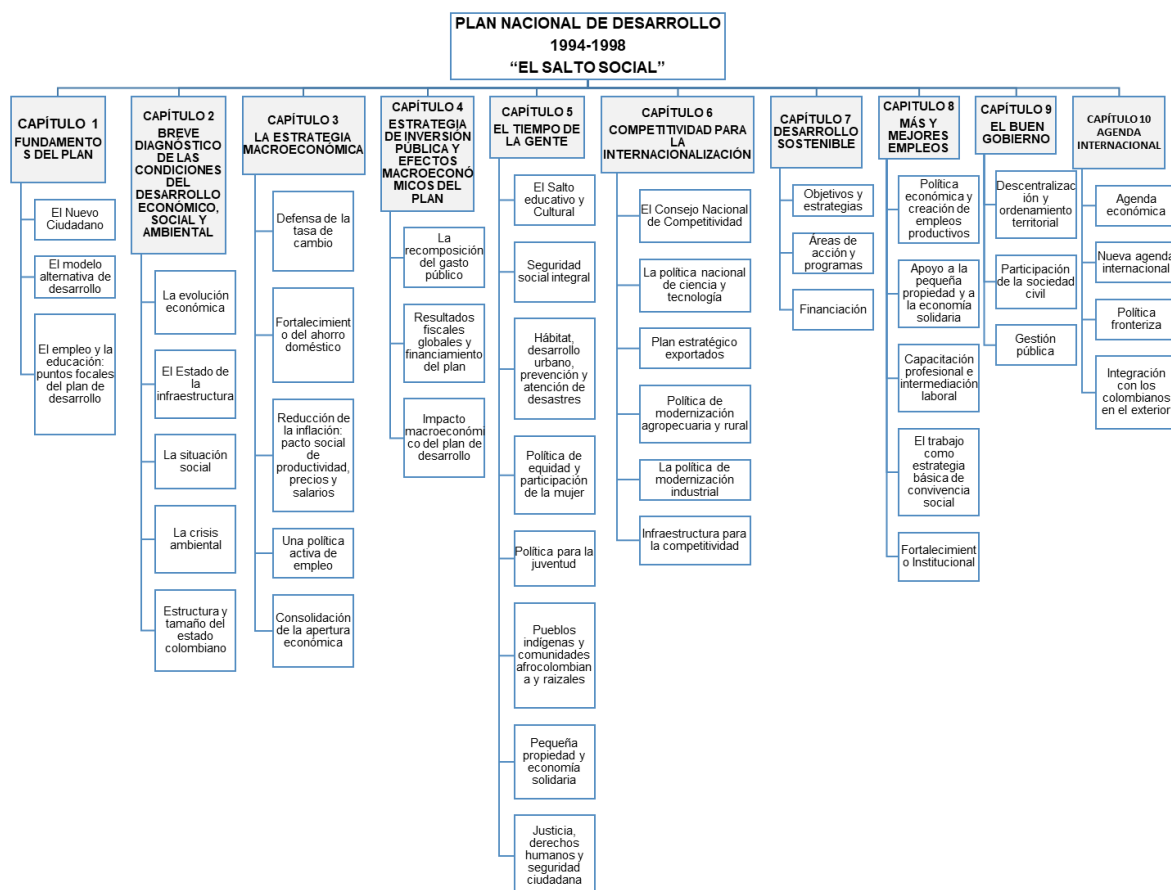 PLAN NACIONAL DE DESARROLLO
1994-1998
“EL SALTO SOCIAL”
CAPÍTULO 1
FUNDAMENTO
S DEL PLAN
El Nuevo
Ciudadano
El modelo
alternativa de
desarrollo
El empleo y la
educación:
puntos focales
del plan de
desarrollo
CAPÍTULO 2
BREVE
DIAGNÓSTICO
DE LAS
CONDICIONES
DEL
DESARROLLO
ECONÓMICO,
SOCIAL Y
AMBIENTAL
La evolución
económica
El Estado de
la
infraestructura
La situación
social
La crisis
ambiental
Estructura y
tamaño del
estado
colombiano
CAPÍTULO 3
LA ESTRATEGIA
MACROECONÓMICA
Defensa de la
tasa de
cambio
Fortalecimient
o del ahorro
doméstico
Reducción de
la inflación:
pacto social
de
productividad,
precios y
salarios
Una política
activa de
empleo
Consolidación
de la apertura
económica
CAPÍTULO 4
ESTRATEGIA
DE INVERSIÓN
PÚBLICA Y
EFECTOS
MACROECONÓ
MICOS DEL
PLAN
La
recomposición
del gasto
público
Resultados
fiscales
globales y
financiamiento
del plan
Impacto
macroeconómi
co del plan de
desarrollo
CAPÍTULO 5
EL TIEMPO DE
LA GENTE
El Salto
educativo y
Cultural
Seguridad
social integral
Hábitat,
desarrollo
urbano,
prevención y
atención de
desastres
Política de
equidad y
participación
de la mujer
Política para la
juventud
Pueblos
indígenas y
comunidades
afrocolombian
a y raizales
Pequeña
propiedad y
economía
solidaria
Justicia,
derechos
humanos y
seguridad
ciudadana
CAPÍTULO 6
COMPETITIVIDAD PARA
LA
INTERNACIONALIZACIÓN
El Consejo Nacional
de Competitividad
La política nacional
de ciencia y
tecnología
Plan estratégico
exportados
Política de
modernización
agropecuaria y rural
La política de
modernización
industrial
Infraestructura para
la competitividad
CAPÍTULO 7
DESARROLLO
SOSTENIBLE
Objetivos y
estrategias
Áreas de
acción y
programas
Financiación
CAPITULO 8
MÁS Y
MEJORES
EMPLEOS
Política
económica y
creación de
empleos
productivos
Apoyo a la
pequeña
propiedad y a
la economía
solidaria
Capacitación
profesional e
intermediación
laboral
El trabajo
como
estrategia
básica de
convivencia
social
Fortalecimient
o Institucional
CAPÍTULO 9
EL BUEN
GOBIERNO
Descentralizac
ión y
ordenamiento
territorial
Participación
de la sociedad
civil
Gestión
pública
CAPÍTULO 10
AGENDA
INTERNACIONAL
Agenda
económica
Nueva agenda
internacional
Política
fronteriza
Integración
con los
colombianos
en el exterior